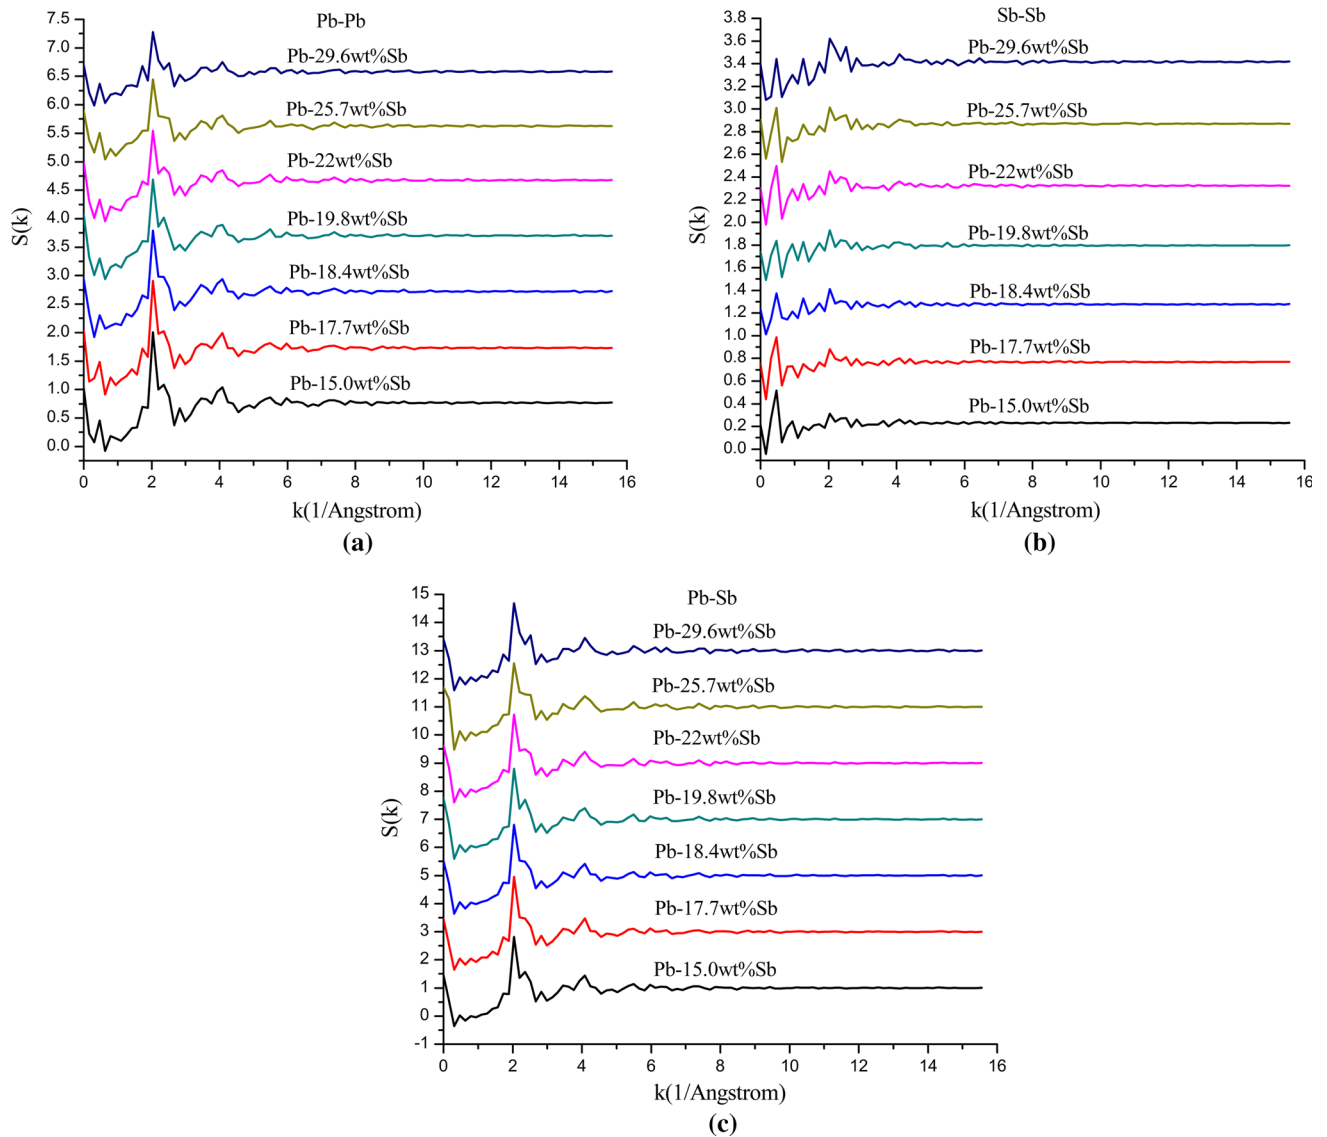 Pb-Pb
7.5
7.0
6.5
6.0
5.5
5.0
4.5
4.0
3.5
3.0
2.5
2.0
1.5
1.0
0.5
0.0
S(k)
Pb-29.6wt%Sb
Pb-25.7wt%Sb
Pb-22wt%Sb
Pb-19.8wt%Sb
Pb-18.4wt%Sb
Pb-17.7wt%Sb
Pb-15.0wt%Sb
0 2 4 6 8 10 12 14 16
k(1/Angstrom)
(a)
Sb-Sb
3.8
3.6
3.4
3.2
3.0
2.8
2.6
2.4
2.2
2.0
1.8
1.6
1.4
1.2
1.0
0.8
0.6
0.4
0.2
0.0
S(k)
Pb-29.6wt%Sb
Pb-25.7wt%Sb
Pb-22wt%Sb
Pb-19.8wt%Sb
Pb-18.4wt%Sb
Pb-17.7wt%Sb
Pb-15.0wt%Sb
0 2 4 6 8 10 12 14 16
k(1/Angstrom)
(b)
Pb-Sb
15
14
13
12
11
10
9
8
7
6
5
4
3
2
1
0
-1
S(k)
Pb-29.6wt%Sb
Pb-25.7wt%Sb
Pb-22wt%Sb
Pb-19.8wt%Sb
Pb-18.4wt%Sb
Pb-17.7wt%Sb
Pb-15.0wt%Sb
0 2 4 6 8 10 12 14 16
k(1/Angstrom)
(c)